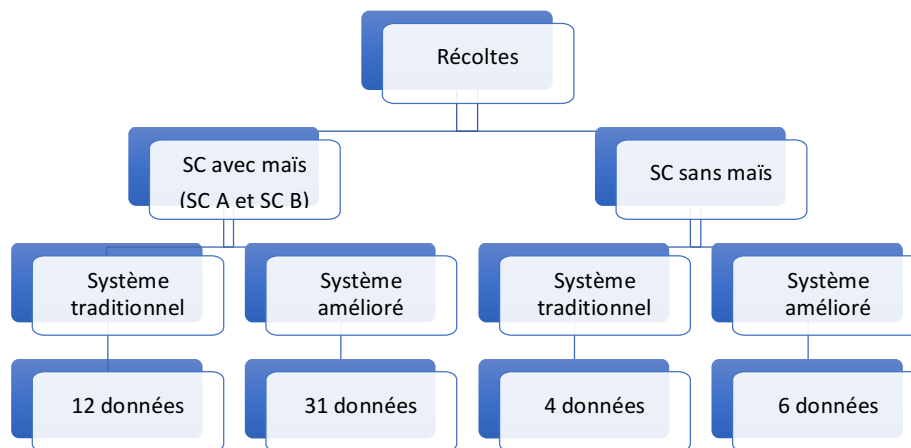 Récoltes
SC avec maïs
(SC A et SC B)
SC sans maïs
Système
traditionnel
Système
amélioré
Système
traditionnel
Système
amélioré
12 données
31 données
4 données
6 données